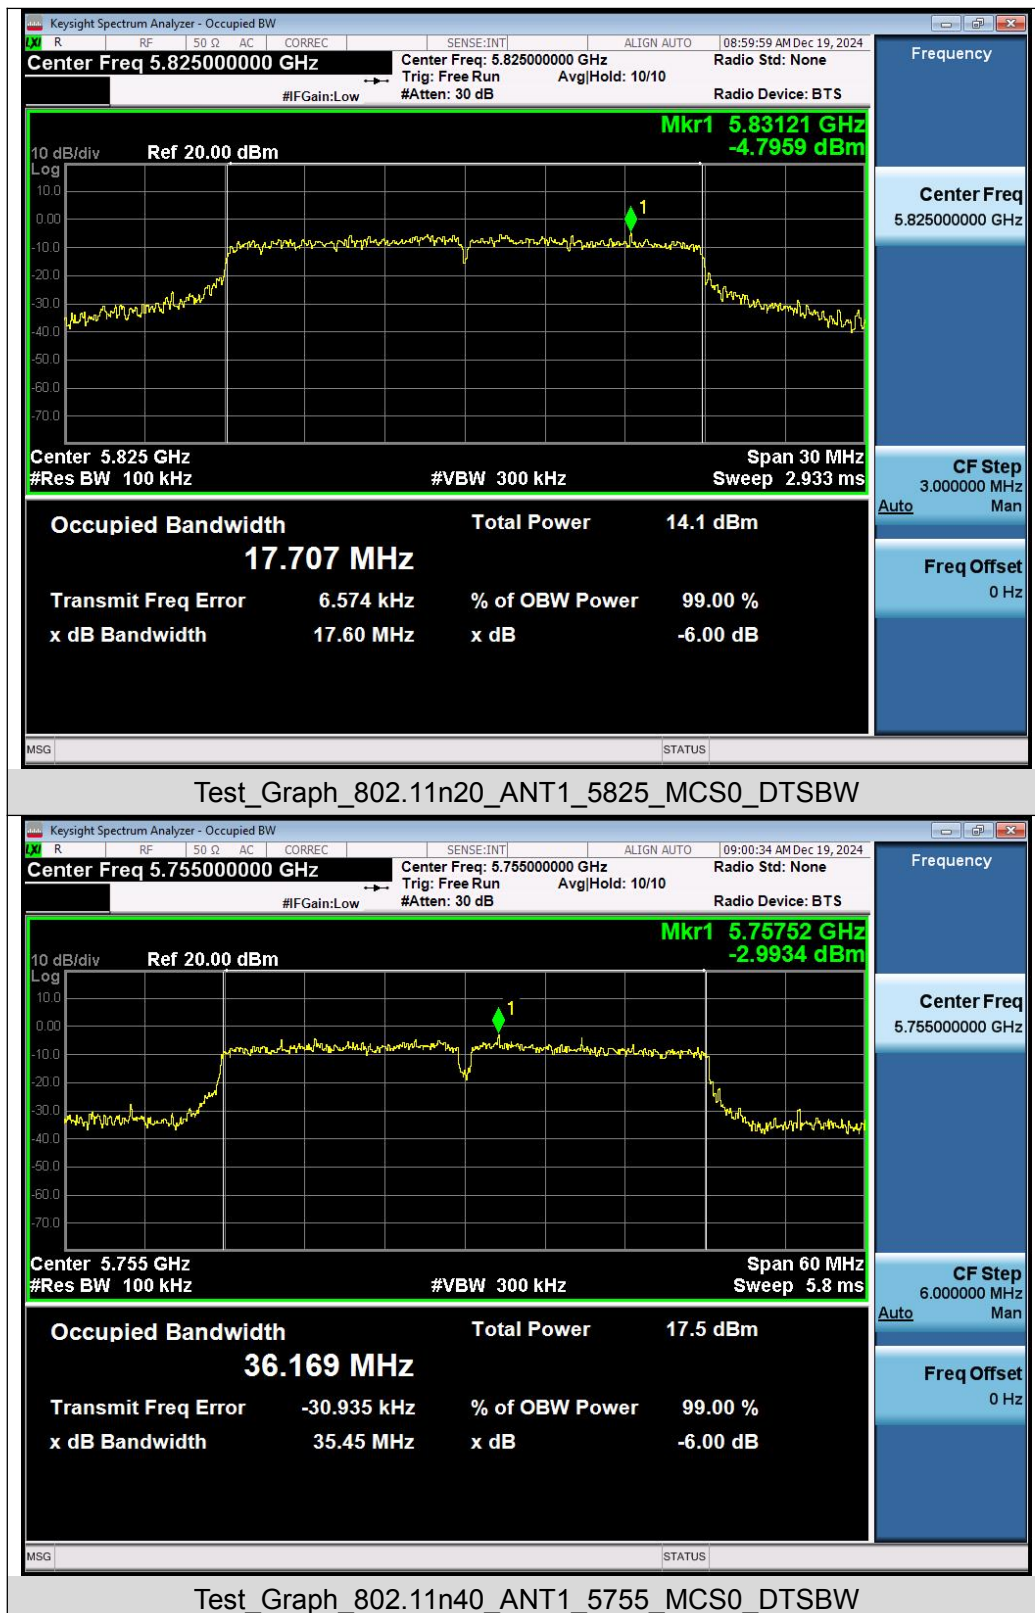 Keysight Spectrum Analyzer - Occupied BW
LXI R RF 50 Ω AC CORREC SENSE:INT ALIGN AUTO 08:59:59 AM Dec 19, 2024
Center Freq 5.825000000 GHz Center Freq: 5.825000000 GHz Radio Std: None
Trig: Free Run Avg|Hold: 10/10
#IFGain:Low #Atten: 30 dB Radio Device: BTS
Frequency
Mkr1 5.83121 GHz
10 dB/div Ref 20.00 dBm -4.7959 dBm
Log
10.0
0.00
-10.0
-20.0
-30.0
-40.0
-50.0
-60.0
-70.0
1
Center 5.825 GHz Span 30 MHz
#Res BW 100 kHz #VBW 300 kHz Sweep 2.933 ms
Center Freq
5.825000000 GHz
CF Step
3.000000 MHz
Auto Man
Freq Offset
0 Hz
Occupied Bandwidth Total Power 14.1 dBm
17.707 MHz
Transmit Freq Error 6.574 kHz % of OBW Power 99.00 %
x dB Bandwidth 17.60 MHz x dB -6.00 dB
MSG STATUS
Test_Graph_802.11n20_ANT1_5825_MCS0_DTSBW
Keysight Spectrum Analyzer - Occupied BW
LXI R RF 50 Ω AC CORREC SENSE:INT ALIGN AUTO 09:00:34 AM Dec 19, 2024
Center Freq 5.755000000 GHz Center Freq: 5.755000000 GHz Radio Std: None
Trig: Free Run Avg|Hold: 10/10
#IFGain:Low #Atten: 30 dB Radio Device: BTS
Frequency
Mkr1 5.75752 GHz
10 dB/div Ref 20.00 dBm -2.9934 dBm
Log
10.0
0.00
-10.0
-20.0
-30.0
-40.0
-50.0
-60.0
-70.0
1
Center 5.755 GHz Span 60 MHz
#Res BW 100 kHz #VBW 300 kHz Sweep 5.8 ms
Center Freq
5.755000000 GHz
CF Step
6.000000 MHz
Auto Man
Freq Offset
0 Hz
Occupied Bandwidth Total Power 17.5 dBm
36.169 MHz
Transmit Freq Error -30.935 kHz % of OBW Power 99.00 %
x dB Bandwidth 35.45 MHz x dB -6.00 dB
MSG STATUS
Test_Graph_802.11n40_ANT1_5755_MCS0_DTSBW